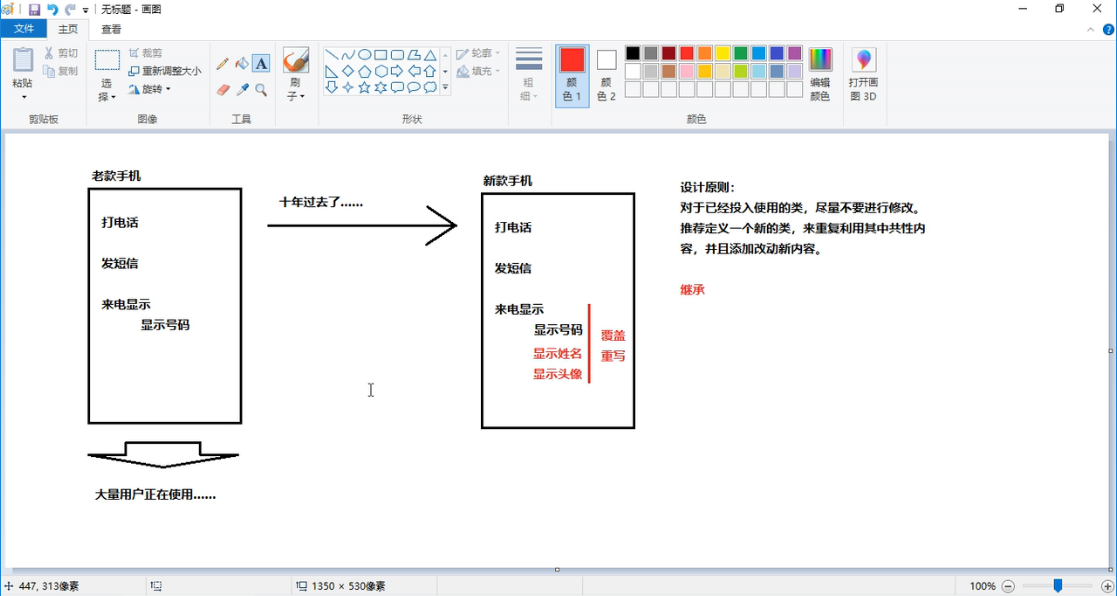 无标题 - 画图
文件
主页
查看
粘贴
剪切
复制
剪贴板
选择
裁剪
重新调整大小
旋转
图像
A
工具
刷子
轮廓
填充
形状
粗细
颜色 1
颜色 2
编辑颜色
颜色
打开画图 3D
老款手机
打电话
发短信
来电显示
显示号码
大量用户正在使用......
十年过去了......
新款手机
打电话
发短信
来电显示
显示号码
显示姓名
显示头像
覆盖
重写
设计原则：
对于已经投入使用的类，尽量不要进行修改。
推荐定义一个新的类，来重复利用其中共性内
容，并且添加改动新内容。
继承
447, 313像素
1350 × 530像素
100%